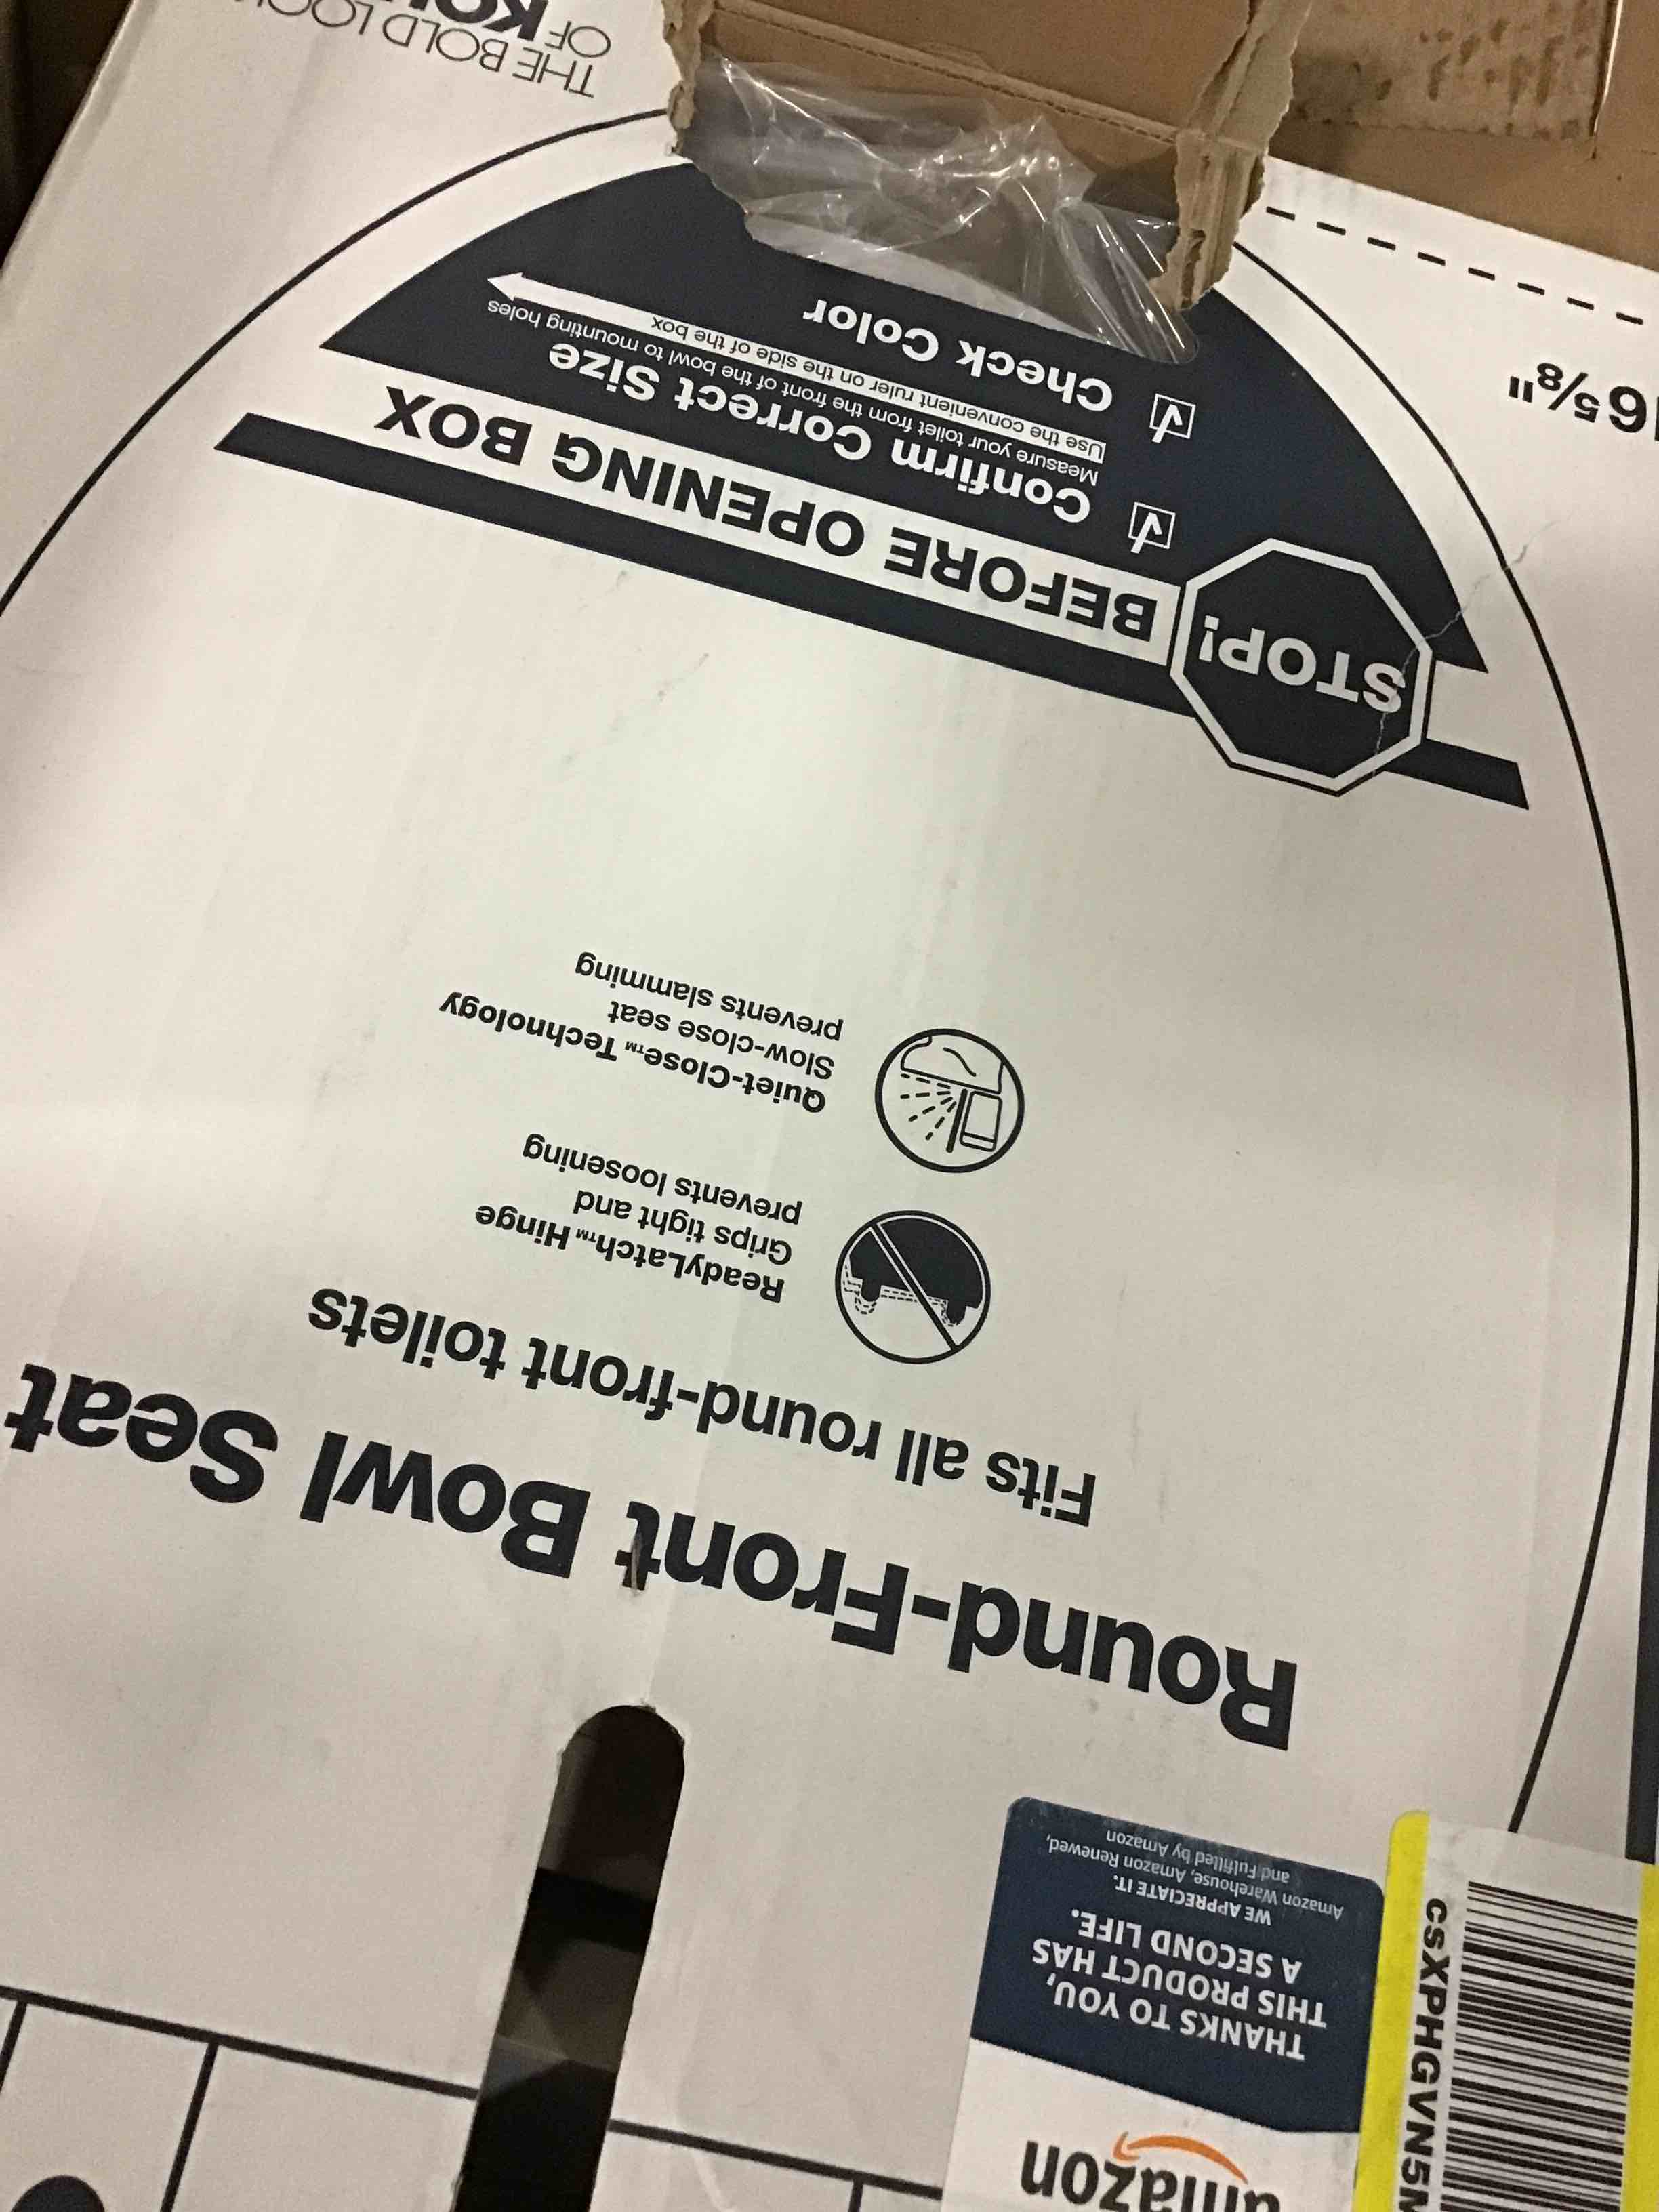 amazon
THANKS TO YOU,
THIS PRODUCT HAS
A SECOND LIFE.
WE APPRECIATE IT.
Amazon Warehouse, Amazon Renewed,
and Fulfilled by Amazon
Round-Front Bowl Seat
Fits all round-front toilets
ReadyLatch™ Hinge
Grips tight and
prevents loosening
Quiet-Close™ Technology
Slow-close seat
prevents slamming
STOP! BEFORE OPENING BOX
Confirm Correct Size
Measure your toilet from the front of the bowl to mounting holes
Use the convenient ruler on the side of the box
Check Color
16⅝"
THE BOLD
OF